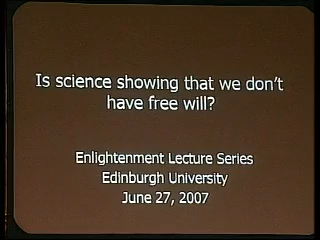 Is science showing that we don't
have free will?
Enlightenment Lecture Series
Edinburgh University
June 27, 2007